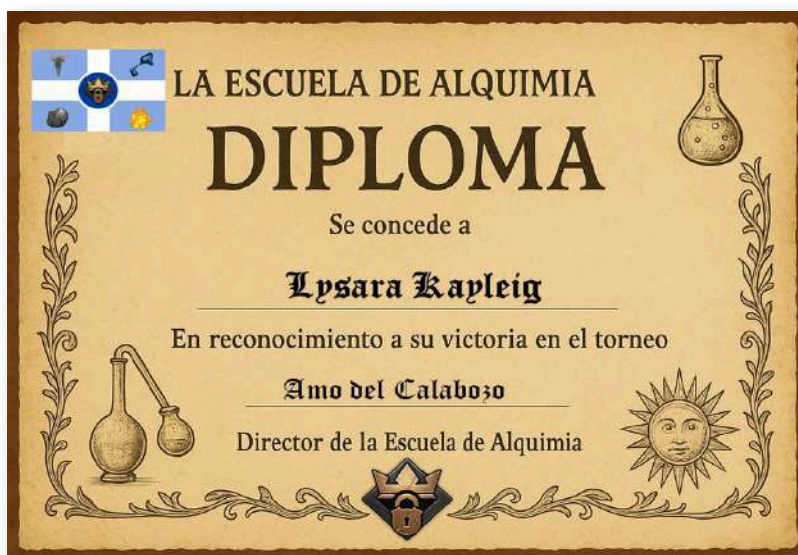 LA ESCUELA DE ALQUIMIA
DIPLOMA
Se concede a
Lysara Kayleig
En reconocimiento a su victoria en el torneo
Amo del Calabozo
Director de la Escuela de Alquimia